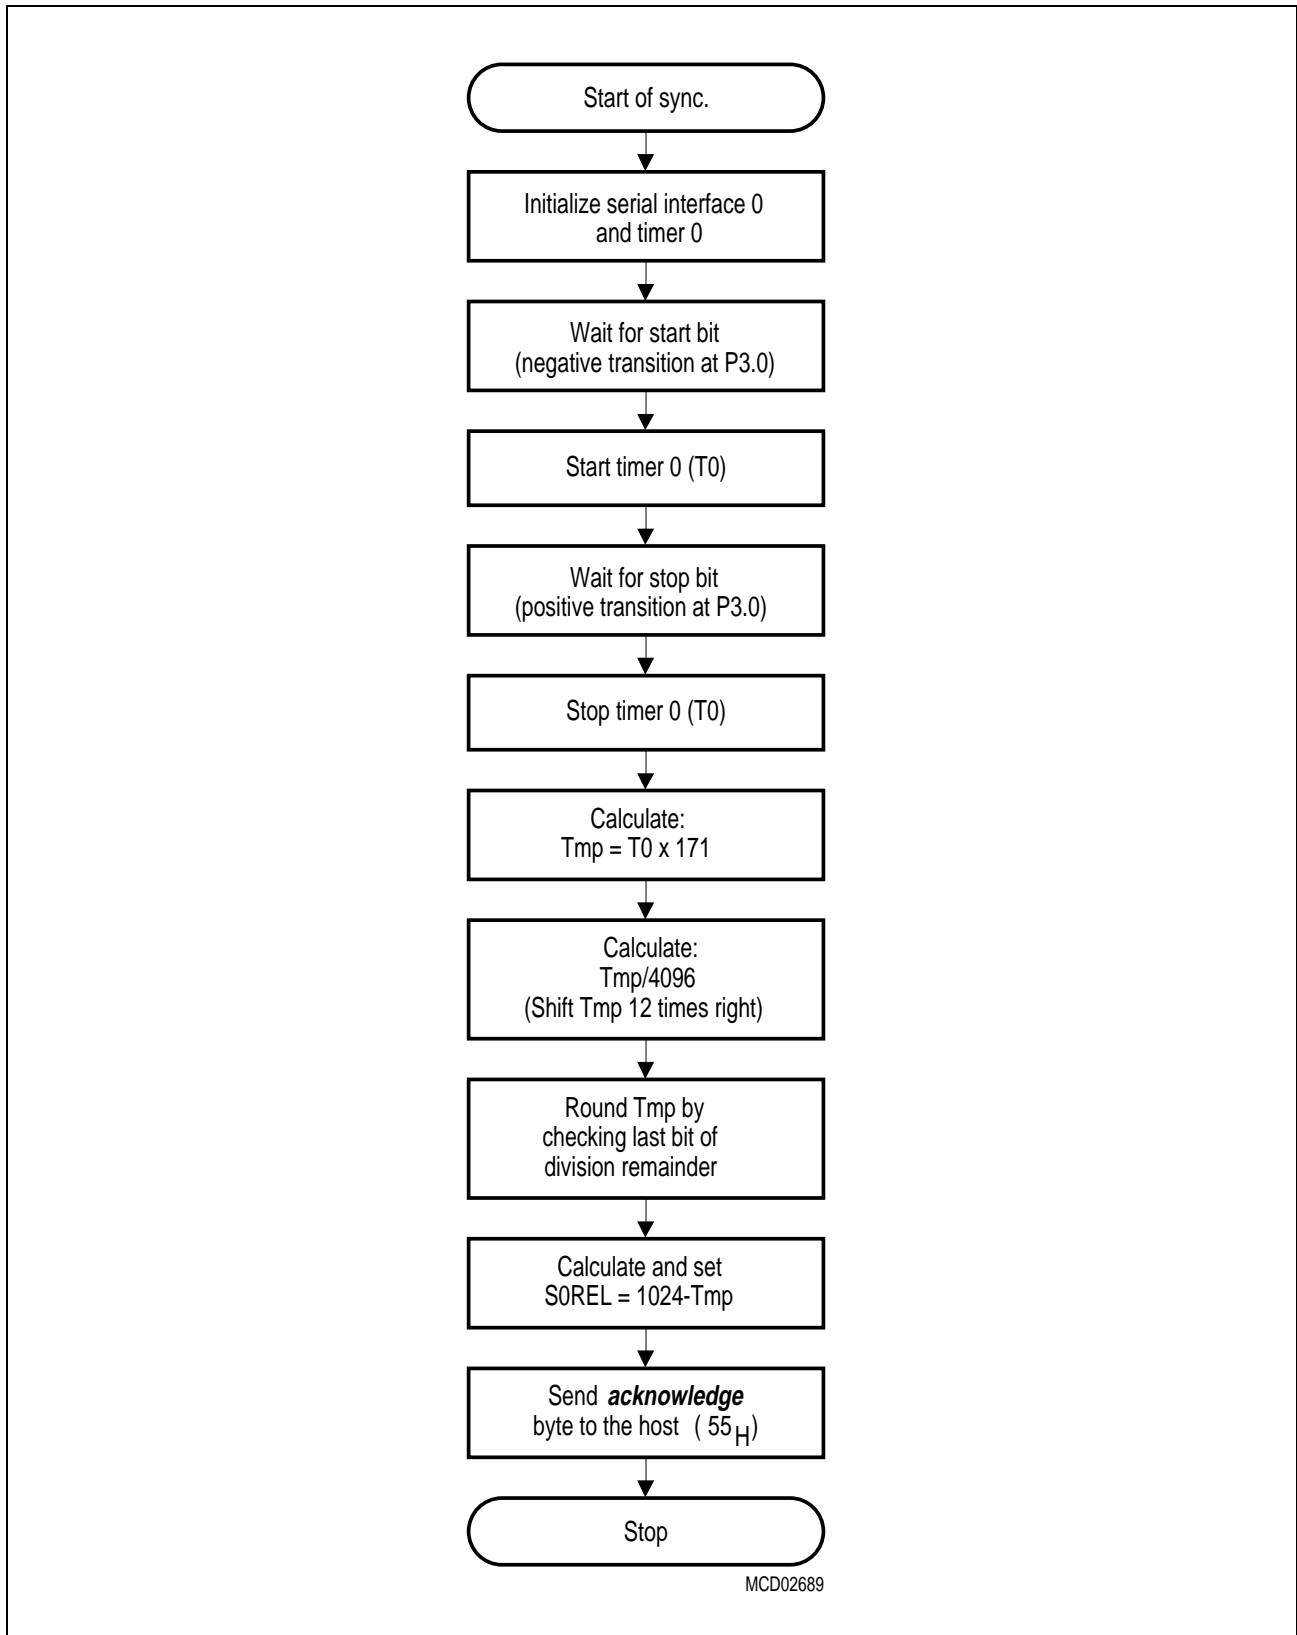 Start of sync.
Initialize serial interface 0
and timer 0
Wait for start bit
(negative transition at P3.0)
Start timer 0 (T0)
Wait for stop bit
(positive transition at P3.0)
Stop timer 0 (T0)
Calculate:
Tmp = T0 x 171
Calculate:
Tmp/4096
(Shift Tmp 12 times right)
Round Tmp by
checking last bit of
division remainder
Calculate and set
S0REL = 1024-Tmp
Send acknowledge
byte to the host ( 55H)
Stop
MCD02689